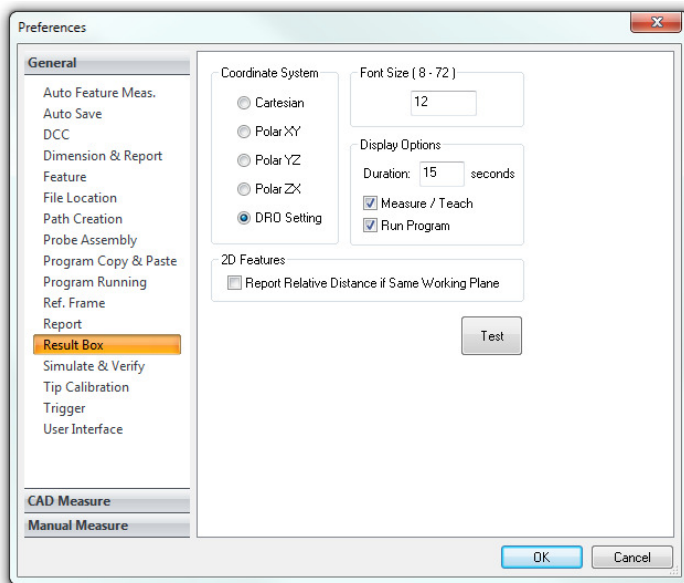 Preferences
General
Auto Feature Meas.
Auto Save
DCC
Dimension & Report
Feature
File Location
Path Creation
Probe Assembly
Program Copy & Paste
Program Running
Ref. Frame
Report
Result Box
Simulate & Verify
Tip Calibration
Trigger
User Interface
CAD Measure
Manual Measure
Coordinate System
Cartesian
Polar XY
Polar YZ
Polar ZX
DRO Setting
Font Size ( 8 - 72 )
12
Display Options
Duration: 15 seconds
Measure / Teach
Run Program
2D Features
Report Relative Distance if Same Working Plane
Test
OK
Cancel